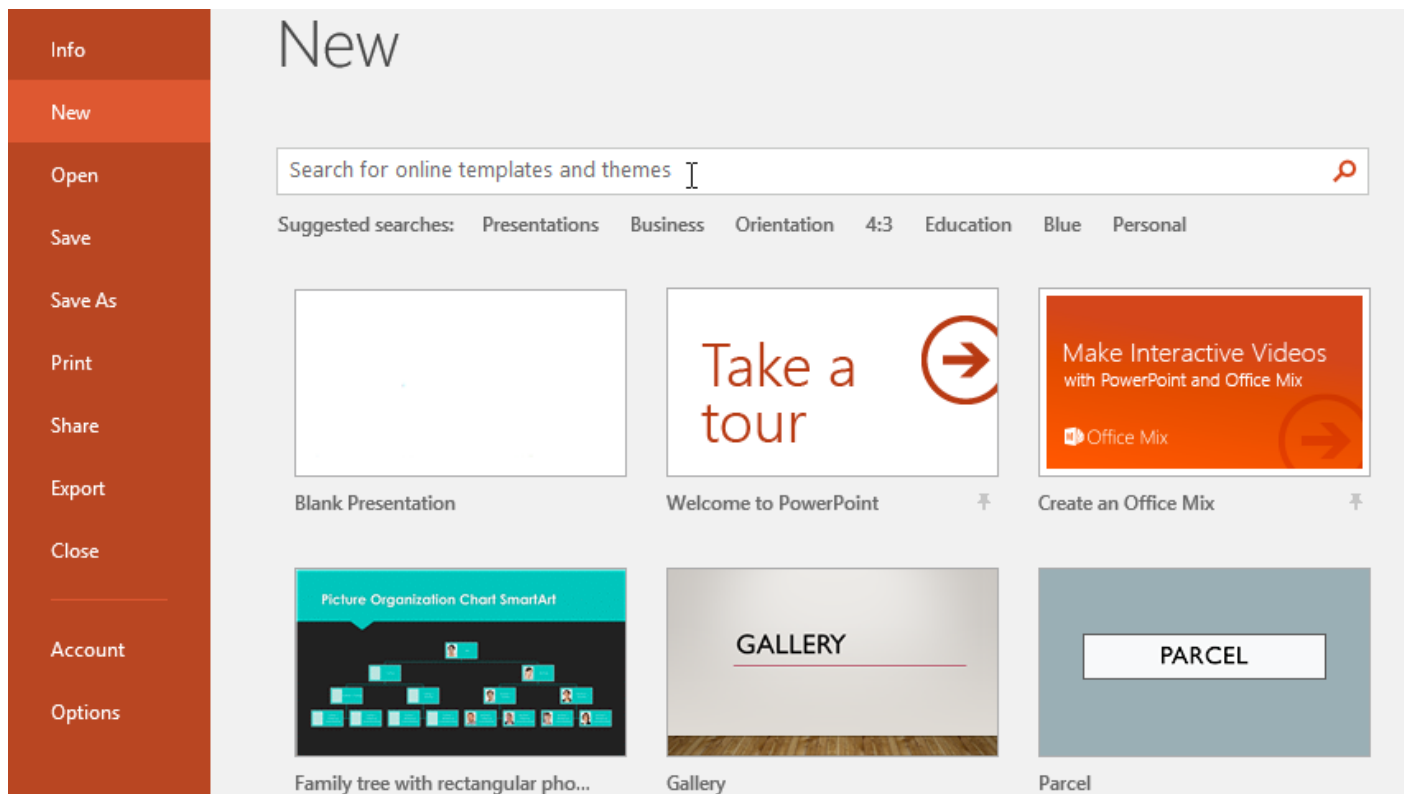 Info
New
Open
Save
Save As
Print
Share
Export
Close
Account
Options
New
Search for online templates and themes
Suggested searches: Presentations Business Orientation 4:3 Education Blue Personal
Take a
tour
Make Interactive Videos
with PowerPoint and Office Mix
Office Mix
Blank Presentation
Welcome to PowerPoint
Create an Office Mix
Picture Organization Chart SmartArt
GALLERY
PARCEL
Family tree with rectangular pho...
Gallery
Parcel